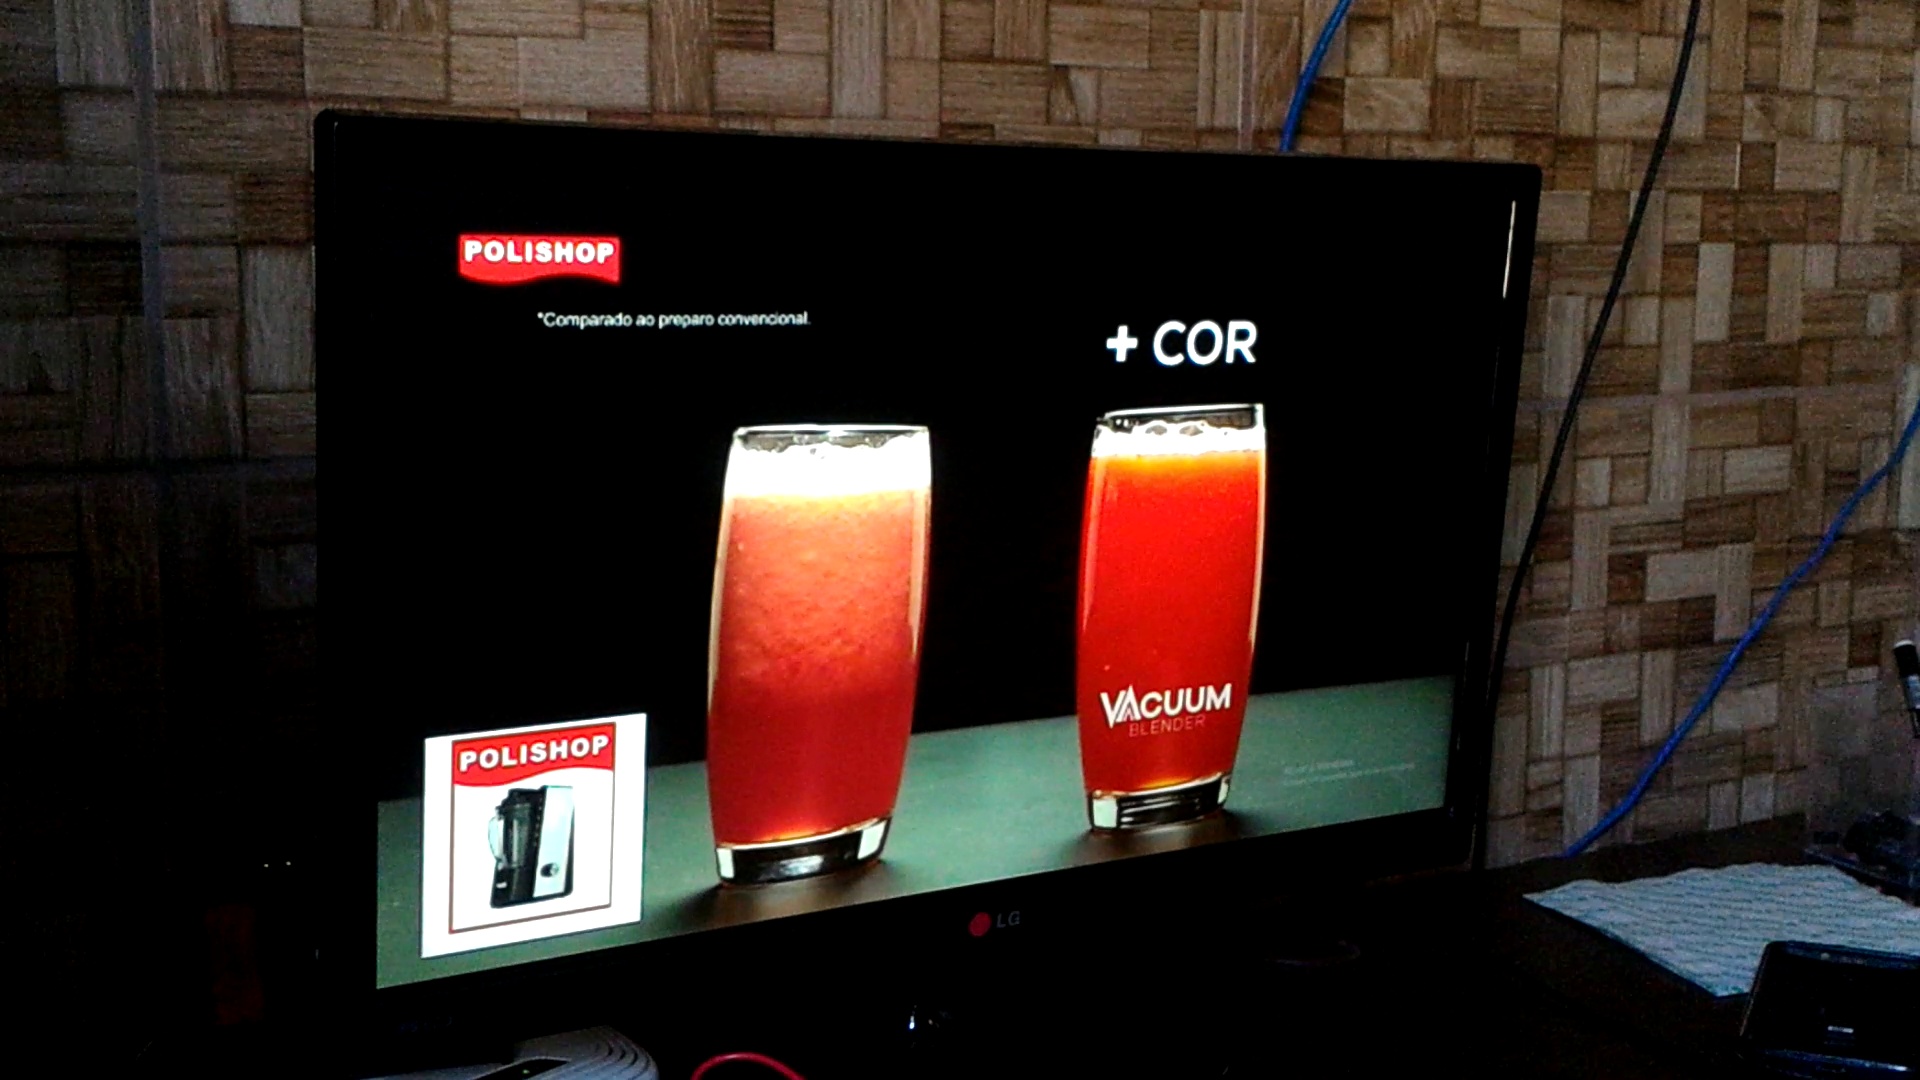 POLISHOP
*Comparado ao preparo convencional.
+ COR
VACUUM
BLENDER
POLISHOP
LG